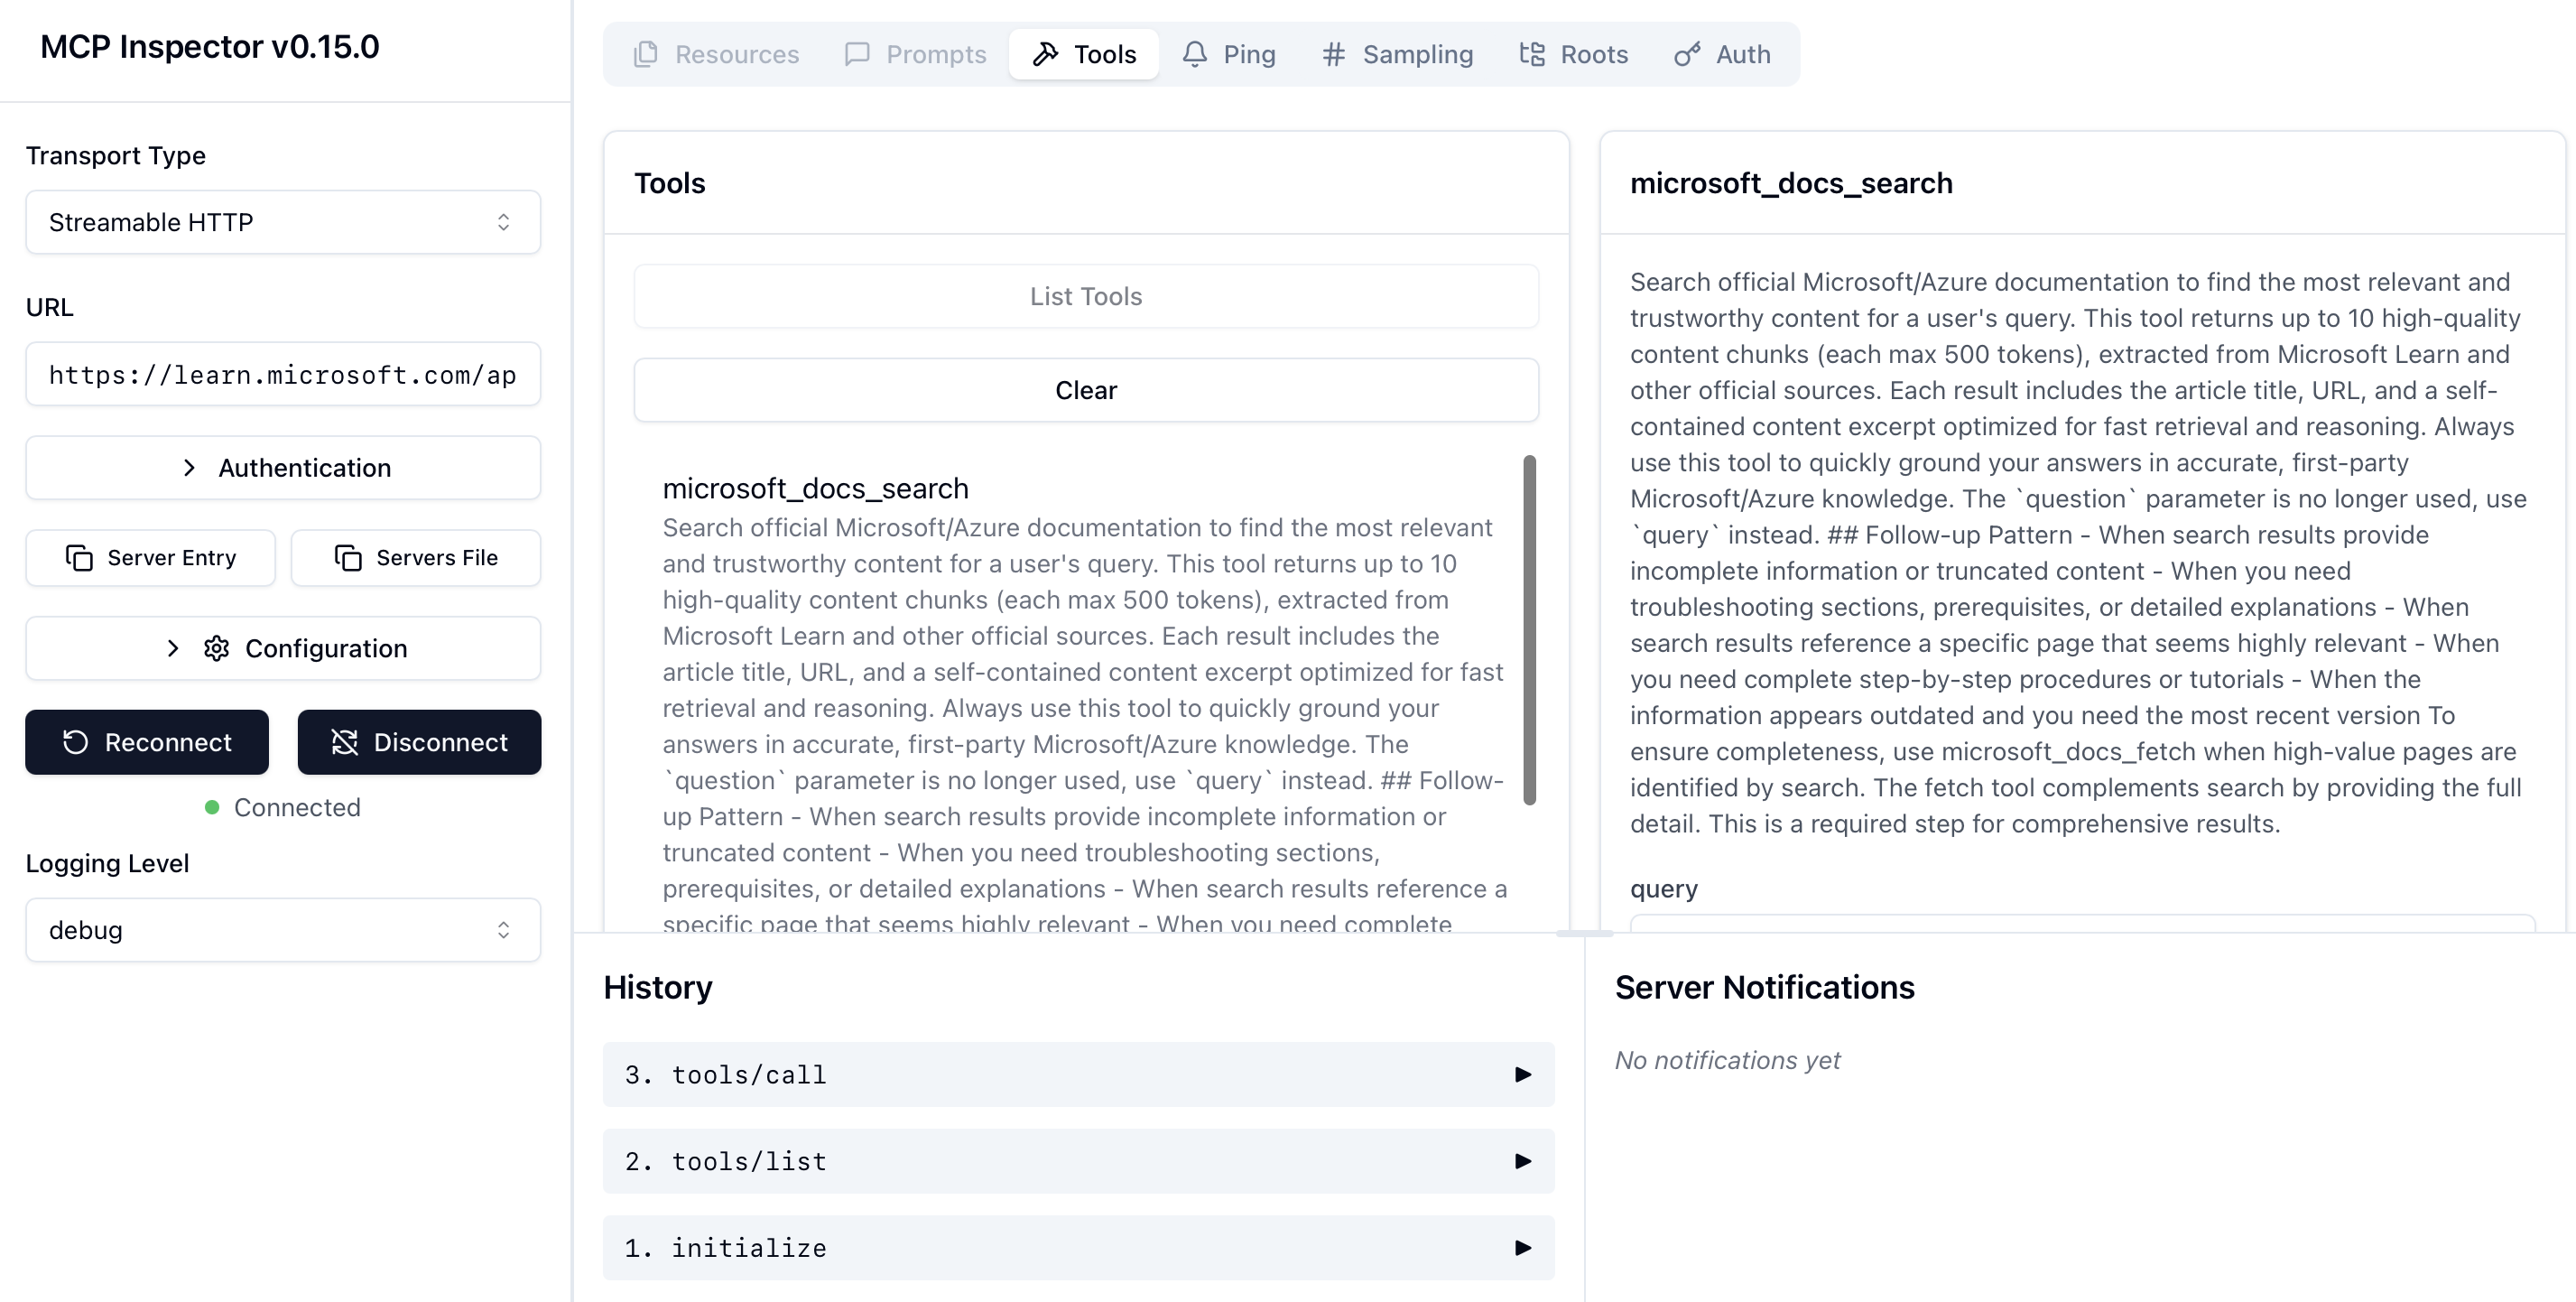 MCP Inspector v0.15.0
Transport Type
Streamable HTTP
URL
https://learn.microsoft.com/ap
Authentication
Server Entry
Servers File
Configuration
Reconnect
Disconnect
Connected
Logging Level
debug
Resources
Prompts
Tools
Ping
Sampling
Roots
Auth
Tools
List Tools
Clear
microsoft_docs_search
Search official Microsoft/Azure documentation to find the most relevant
and trustworthy content for a user's query. This tool returns up to 10
high-quality content chunks (each max 500 tokens), extracted from
Microsoft Learn and other official sources. Each result includes the
article title, URL, and a self-contained content excerpt optimized for fast
retrieval and reasoning. Always use this tool to quickly ground your
answers in accurate, first-party Microsoft/Azure knowledge. The
`question` parameter is no longer used, use `query` instead. ## Follow-
up Pattern - When search results provide incomplete information or
truncated content - When you need troubleshooting sections,
prerequisites, or detailed explanations - When search results reference a
specific page that seems highly relevant - When you need complete
microsoft_docs_search
Search official Microsoft/Azure documentation to find the most relevant and
trustworthy content for a user's query. This tool returns up to 10 high-quality
content chunks (each max 500 tokens), extracted from Microsoft Learn and
other official sources. Each result includes the article title, URL, and a self-
contained content excerpt optimized for fast retrieval and reasoning. Always
use this tool to quickly ground your answers in accurate, first-party
Microsoft/Azure knowledge. The `question` parameter is no longer used, use
`query` instead. ## Follow-up Pattern - When search results provide
incomplete information or truncated content - When you need
troubleshooting sections, prerequisites, or detailed explanations - When
search results reference a specific page that seems highly relevant - When
you need complete step-by-step procedures or tutorials - When the
information appears outdated and you need the most recent version To
ensure completeness, use microsoft_docs_fetch when high-value pages are
identified by search. The fetch tool complements search by providing the full
detail. This is a required step for comprehensive results.
query
History
3. tools/call
2. tools/list
1. initialize
Server Notifications
No notifications yet